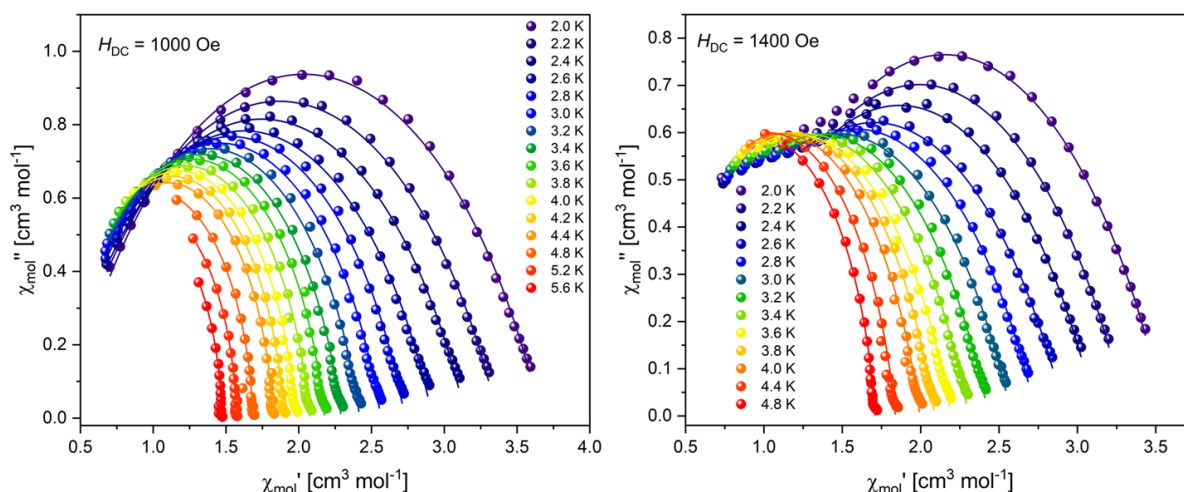 H_DC = 1000 Oe
χ_mol'' [cm³ mol⁻¹]
1.0
0.8
0.6
0.4
0.2
0.0
0.5 1.0 1.5 2.0 2.5 3.0 3.5 4.0
χ_mol' [cm³ mol⁻¹]
2.0 K
2.2 K
2.4 K
2.6 K
2.8 K
3.0 K
3.2 K
3.4 K
3.6 K
3.8 K
4.0 K
4.2 K
4.4 K
4.8 K
5.2 K
5.6 K
H_DC = 1400 Oe
χ_mol'' [cm³ mol⁻¹]
0.8
0.7
0.6
0.5
0.4
0.3
0.2
0.1
0.0
0.5 1.0 1.5 2.0 2.5 3.0 3.5
χ_mol' [cm³ mol⁻¹]
2.0 K
2.2 K
2.4 K
2.6 K
2.8 K
3.0 K
3.2 K
3.4 K
3.6 K
3.8 K
4.0 K
4.4 K
4.8 K